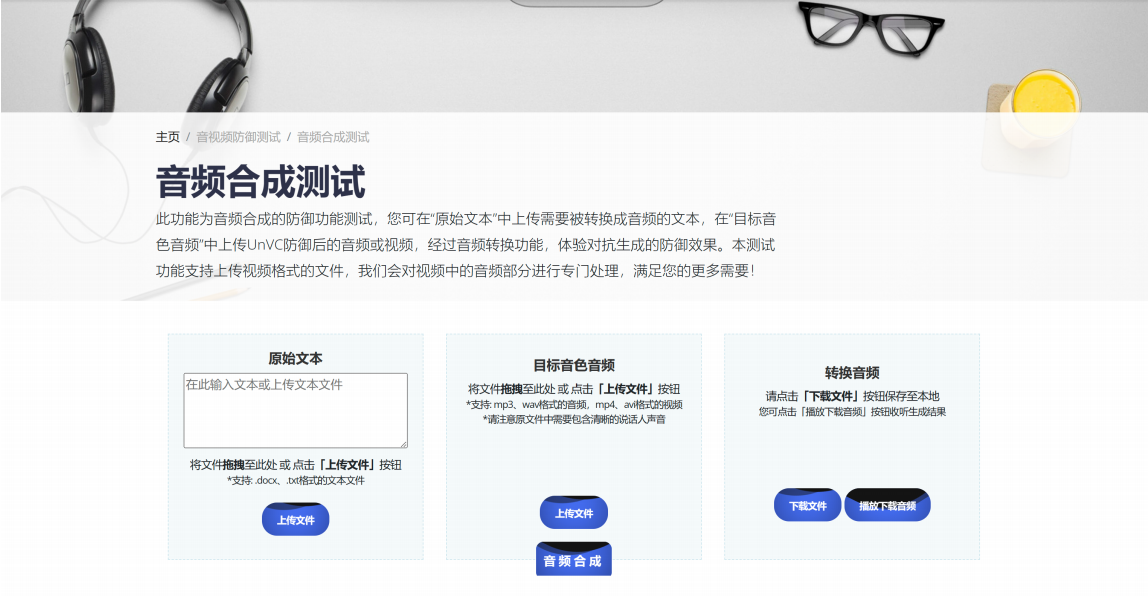 主页 / 音视频防御测试 / 音频合成测试
音频合成测试
此功能为音频合成的防御功能测试，您可在“原始文本”中上传需要被转换成音频的文本，在“目标音
色音频”中上传UnVC防御后的音频或视频，经过音频转换功能，体验对抗生成的防御效果。本测试
功能支持上传视频格式的文件，我们会对视频中的音频部分进行专门处理，满足您的更多需要！
原始文本
在此输入文本或上传文本文件
将文件拖拽至此处 或 点击「上传文件」按钮
*支持: .docx、.txt格式的文本文件
上传文件
目标音色音频
将文件拖拽至此处 或 点击「上传文件」按钮
*支持: mp3、wav格式的音频，mp4、avi格式的视频
*请注意原文件中需要包含清晰的说话人声音
上传文件
音频合成
转换音频
请点击「下载文件」按钮保存至本地
您可点击「播放下载音频」按钮收听生成结果
下载文件
播放下载音频